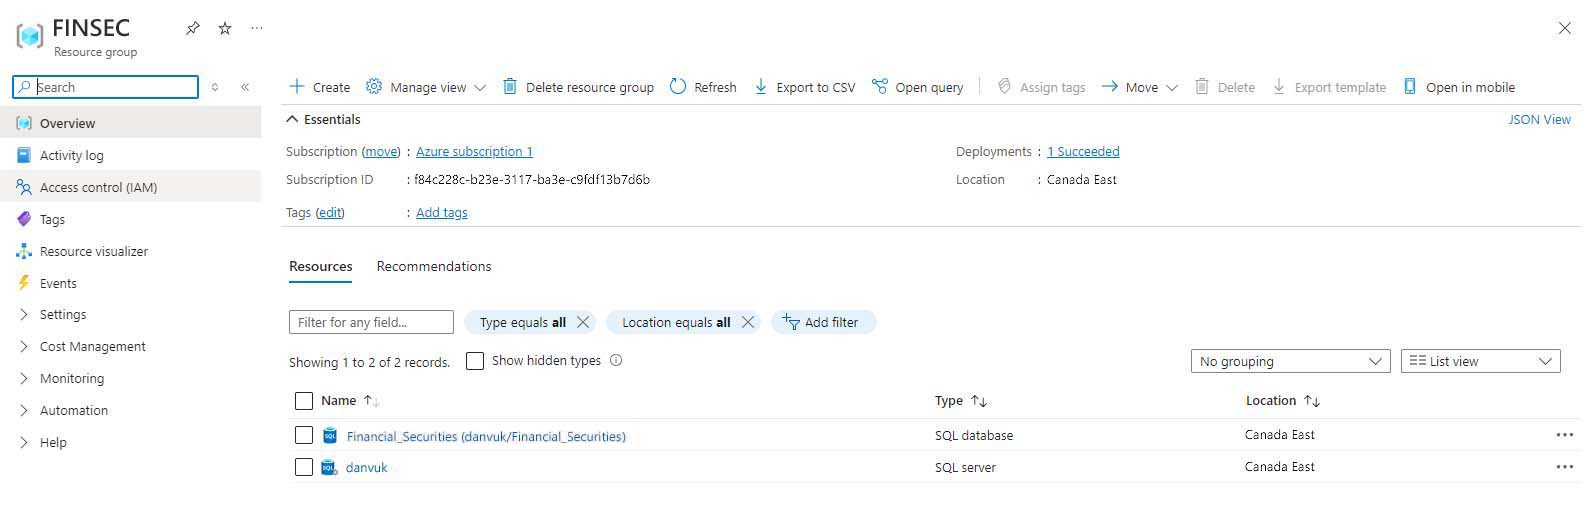 FINSEC
Resource group
Search
Overview
Activity log
Access control (IAM)
Tags
Resource visualizer
Events
Settings
Cost Management
Monitoring
Automation
Help
Create Manage view Delete resource group Refresh Export to CSV Open query Assign tags Move Delete Export template Open in mobile
Essentials JSON View
Subscription (move) : Azure subscription 1 Deployments : 1 Succeeded
Subscription ID : f84c228c-b23e-3117-ba3e-c9fdf13b7d6b Location : Canada East
Tags (edit) : Add tags
Resources Recommendations
Filter for any field... Type equals all Location equals all Add filter
Showing 1 to 2 of 2 records. Show hidden types No grouping List view
Name Type Location
Financial_Securities (danvuk/Financial_Securities) SQL database Canada East
danvuk SQL server Canada East